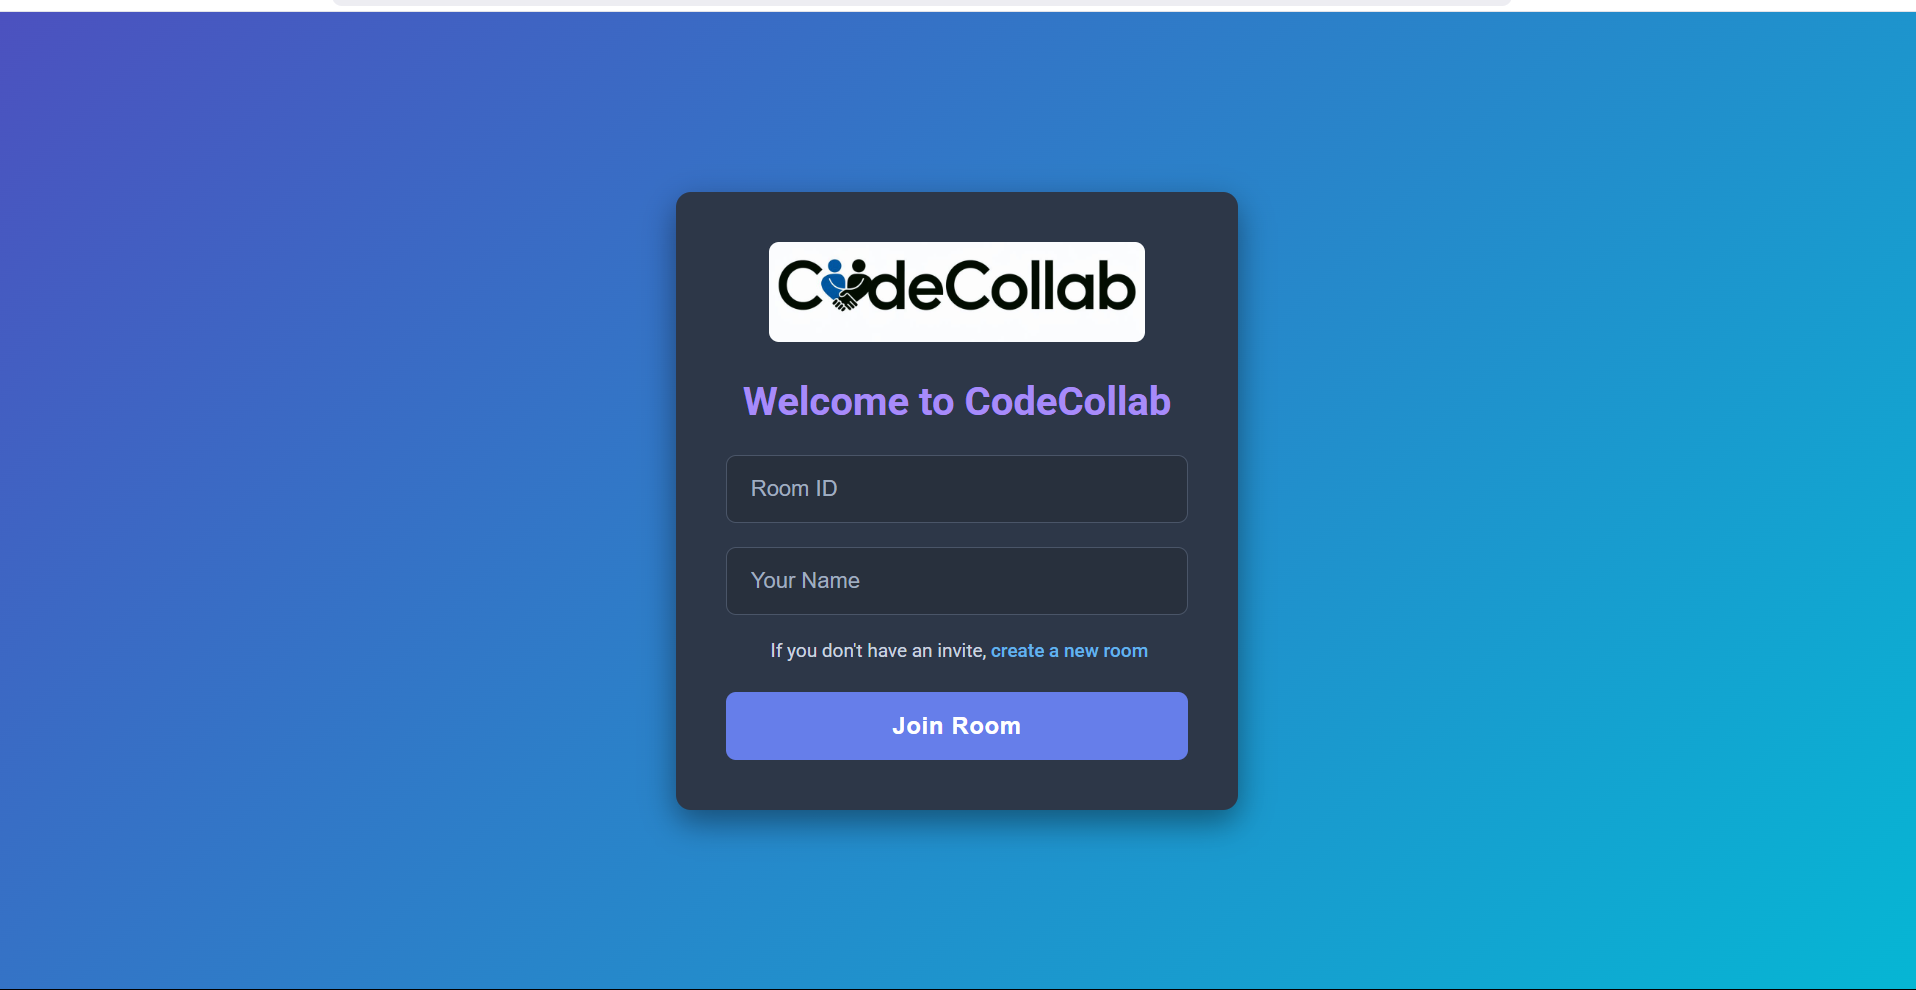 CodeCollab
Welcome to CodeCollab
Room ID
Your Name
If you don't have an invite, create a new room
Join Room